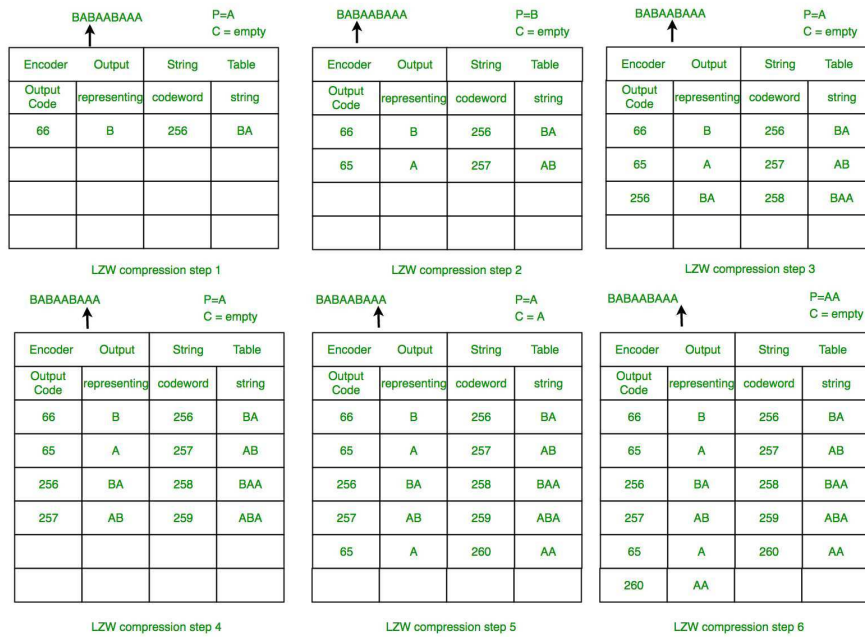 BABAABAAA P=A
C = empty
Encoder Output String Table
Output Code representing codeword string
66 B 256 BA
LZW compression step 1
BABAABAAA P=B
C = empty
Encoder Output String Table
Output Code representing codeword string
66 B 256 BA
65 A 257 AB
LZW compression step 2
BABAABAAA P=A
C = empty
Encoder Output String Table
Output Code representing codeword string
66 B 256 BA
65 A 257 AB
256 BA 258 BAA
LZW compression step 3
BABAABAAA P=A
C = empty
Encoder Output String Table
Output Code representing codeword string
66 B 256 BA
65 A 257 AB
256 BA 258 BAA
257 AB 259 ABA
LZW compression step 4
BABAABAAA P=A
C = A
Encoder Output String Table
Output Code representing codeword string
66 B 256 BA
65 A 257 AB
256 BA 258 BAA
257 AB 259 ABA
65 A 260 AA
LZW compression step 5
BABAABAAA P=AA
C = empty
Encoder Output String Table
Output Code representing codeword string
66 B 256 BA
65 A 257 AB
256 BA 258 BAA
257 AB 259 ABA
65 A 260 AA
260 AA
LZW compression step 6